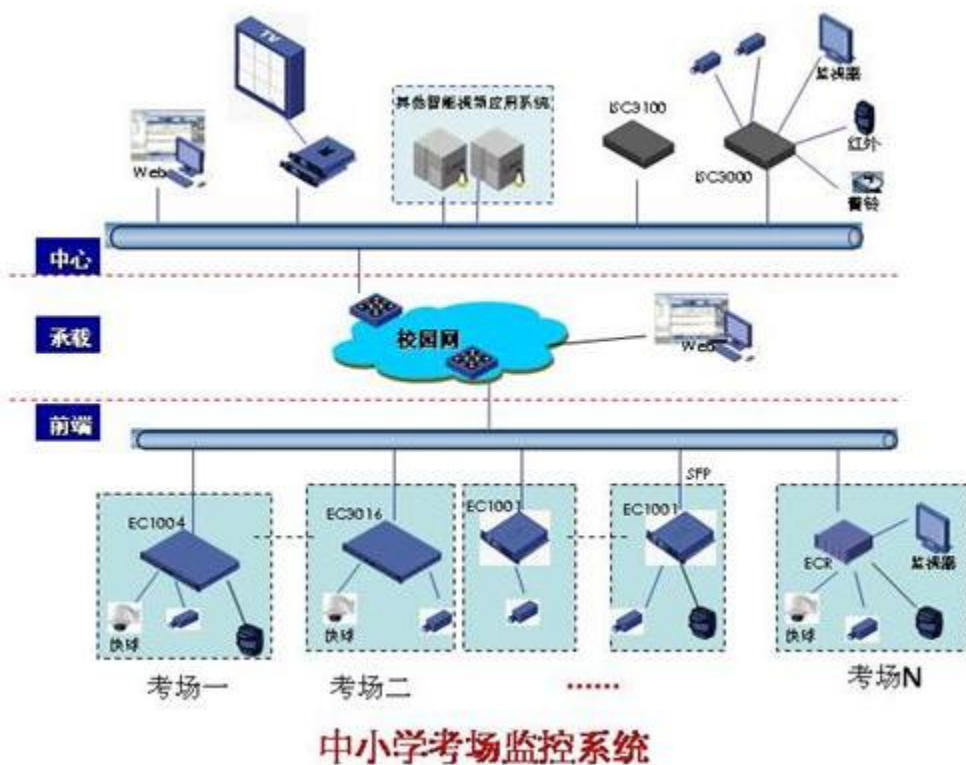 TV
Web
其他智能视频应用系统
ISC3100
ISC3000
监视器
红外
警铃
中心
承载
校园网
Web
前端
SFP
EC1004
EC3016
EC1001
EC1001
ECR
监视器
快球
快球
快球
考场一
考场二
……
考场N
中小学考场监控系统